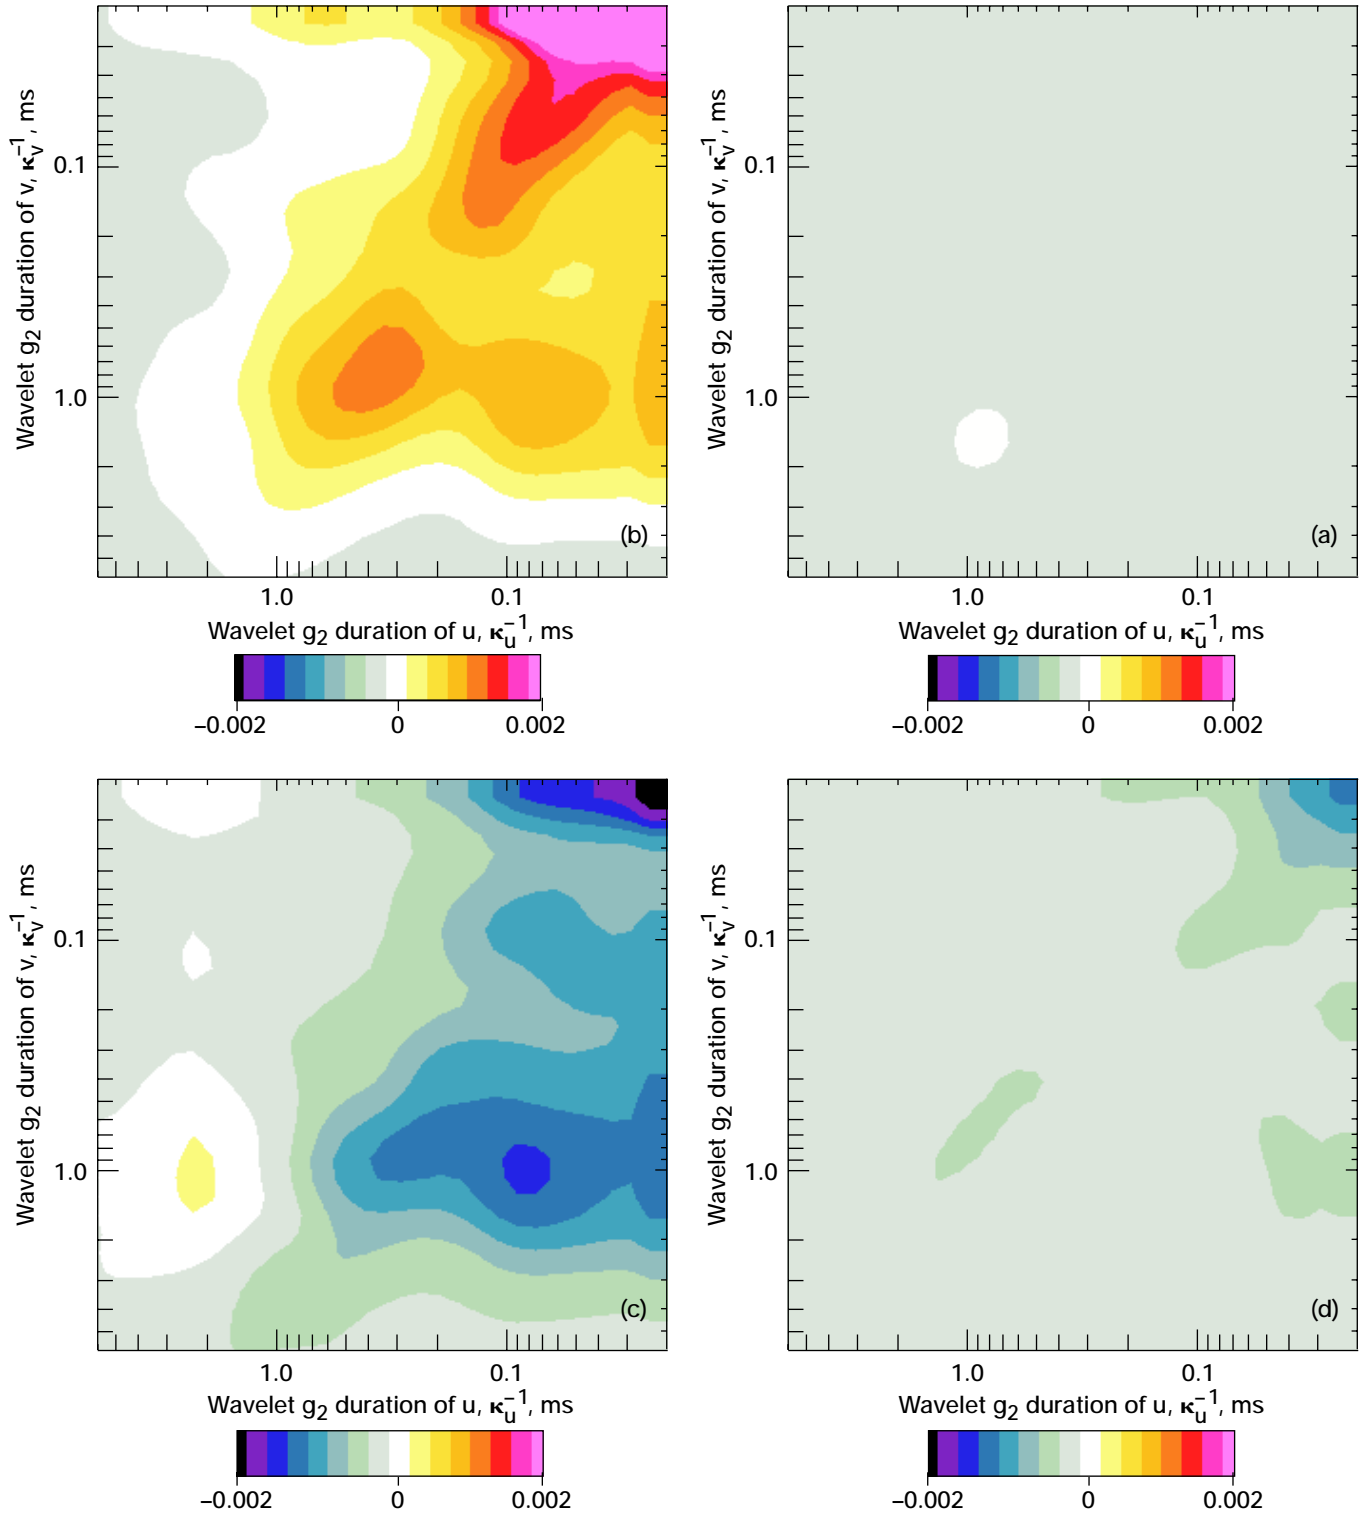 Wavelet g₂ duration of v, κᵥ⁻¹, ms
0.1
1.0
(b)
1.0 0.1
Wavelet g₂ duration of u, κᵤ⁻¹, ms
−0.002 0 0.002
Wavelet g₂ duration of v, κᵥ⁻¹, ms
0.1
1.0
(a)
1.0 0.1
Wavelet g₂ duration of u, κᵤ⁻¹, ms
−0.002 0 0.002
Wavelet g₂ duration of v, κᵥ⁻¹, ms
0.1
1.0
(c)
1.0 0.1
Wavelet g₂ duration of u, κᵤ⁻¹, ms
−0.002 0 0.002
Wavelet g₂ duration of v, κᵥ⁻¹, ms
0.1
1.0
(d)
1.0 0.1
Wavelet g₂ duration of u, κᵤ⁻¹, ms
−0.002 0 0.002